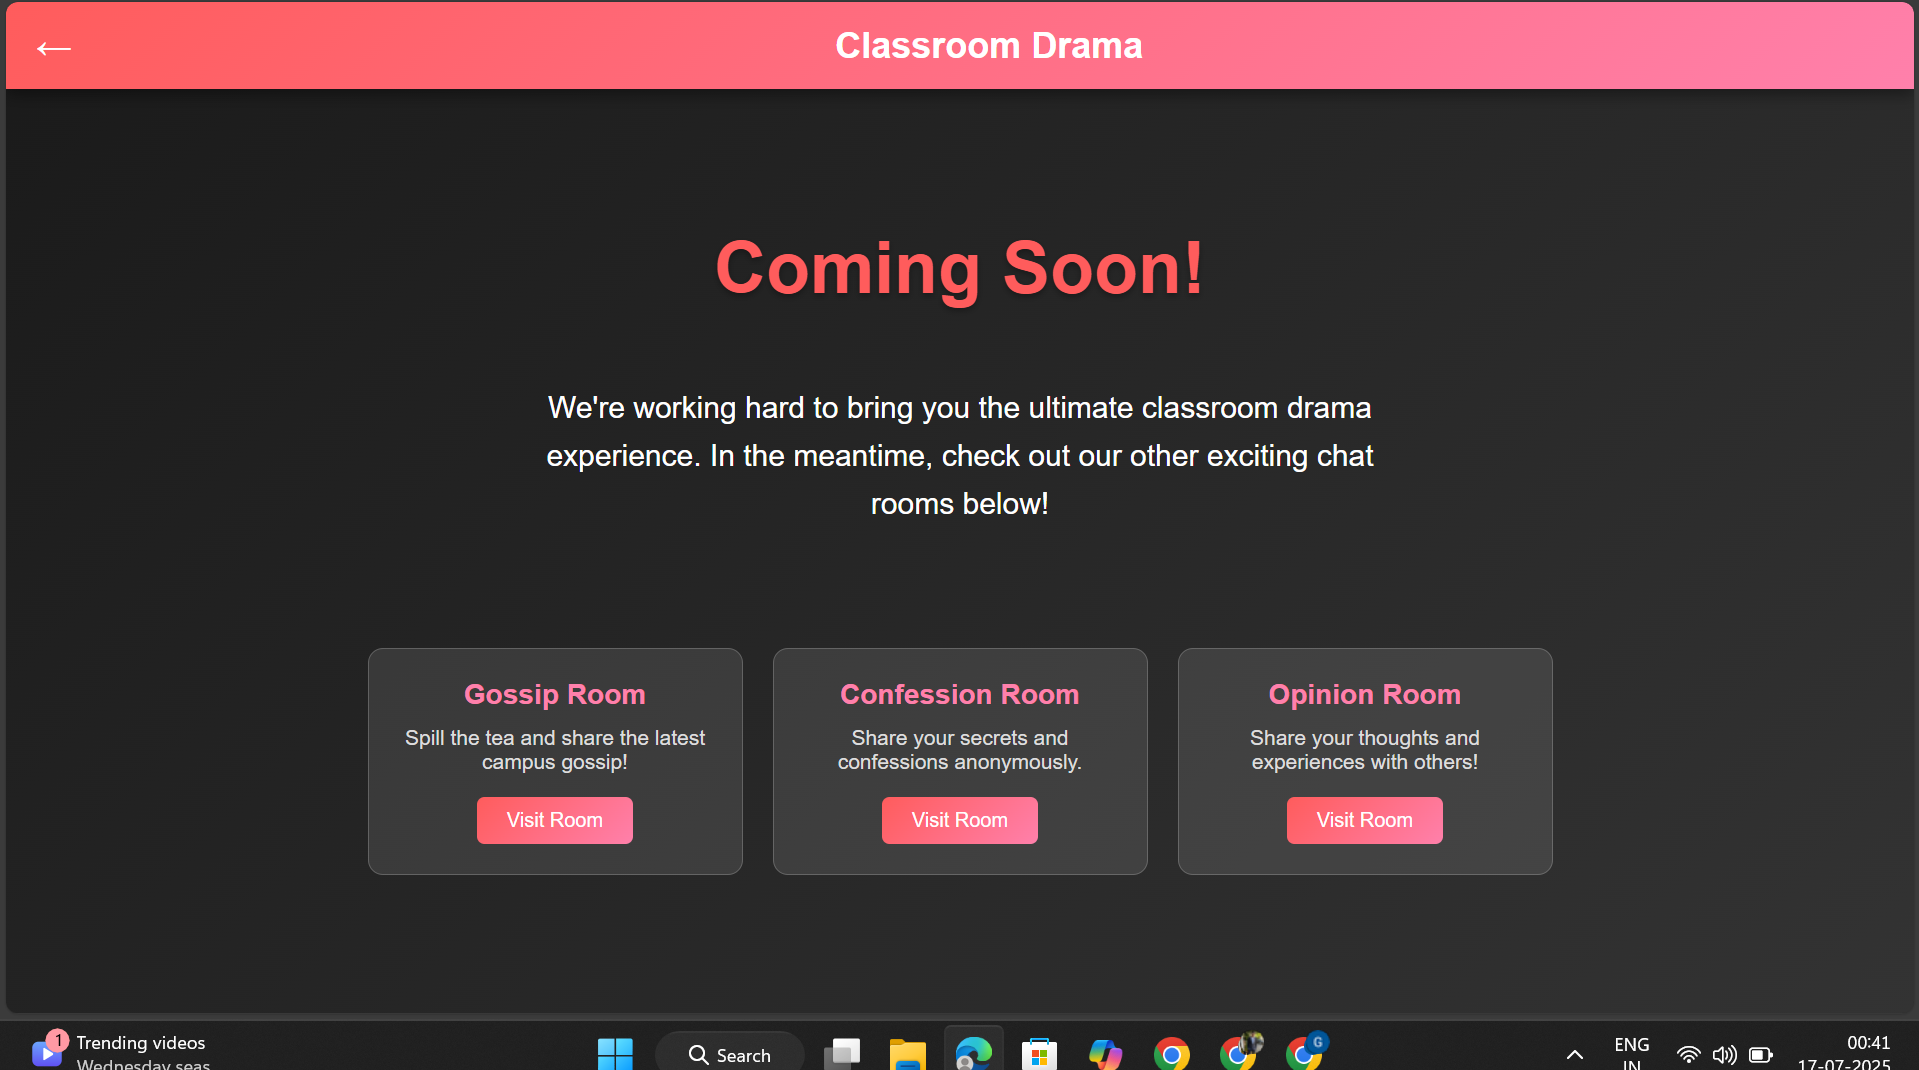 ←
Classroom Drama
Coming Soon!
We're working hard to bring you the ultimate classroom drama
experience. In the meantime, check out our other exciting chat
rooms below!
Gossip Room
Spill the tea and share the latest
campus gossip!
Visit Room
Confession Room
Share your secrets and
confessions anonymously.
Visit Room
Opinion Room
Share your thoughts and
experiences with others!
Visit Room
1
Trending videos
Wednesday seas
Search
G
ENG
IN
00:41
17-07-2025